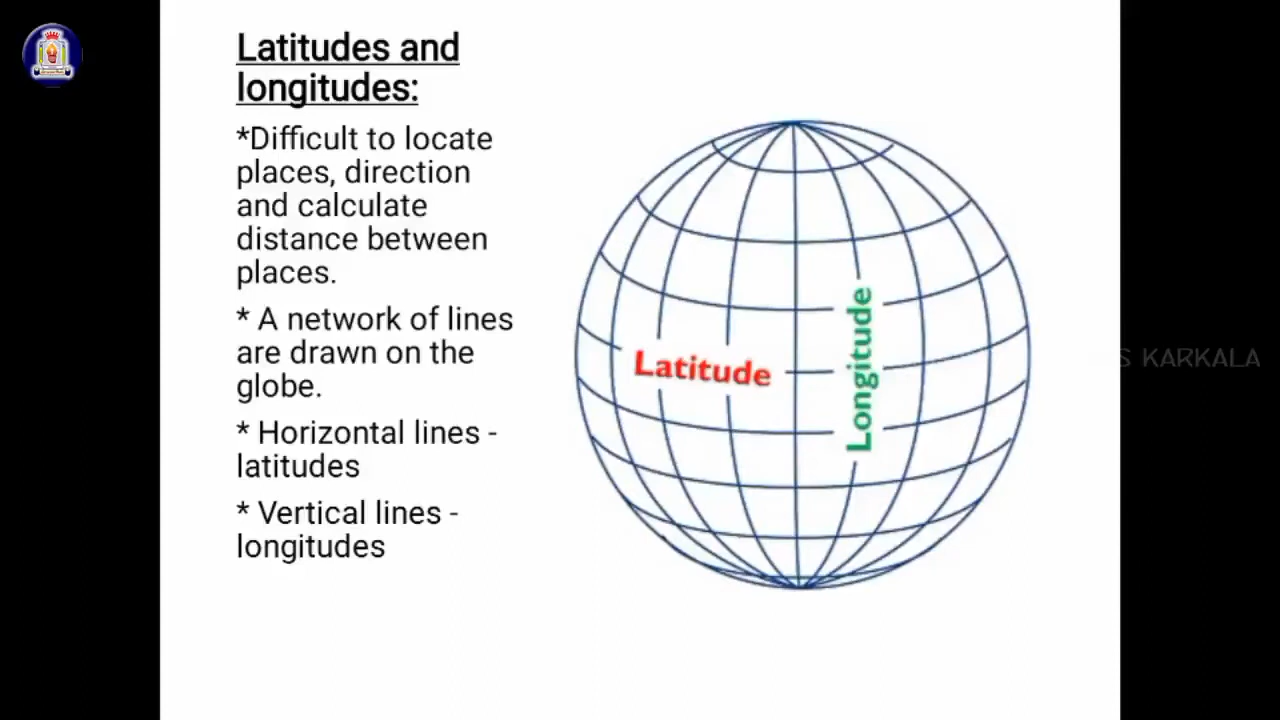 Latitudes and
longitudes:
*Difficult to locate
places, direction
and calculate
distance between
places.
* A network of lines
are drawn on the
globe.
* Horizontal lines -
latitudes
* Vertical lines -
longitudes
Latitude
Longitude
S KARKALA